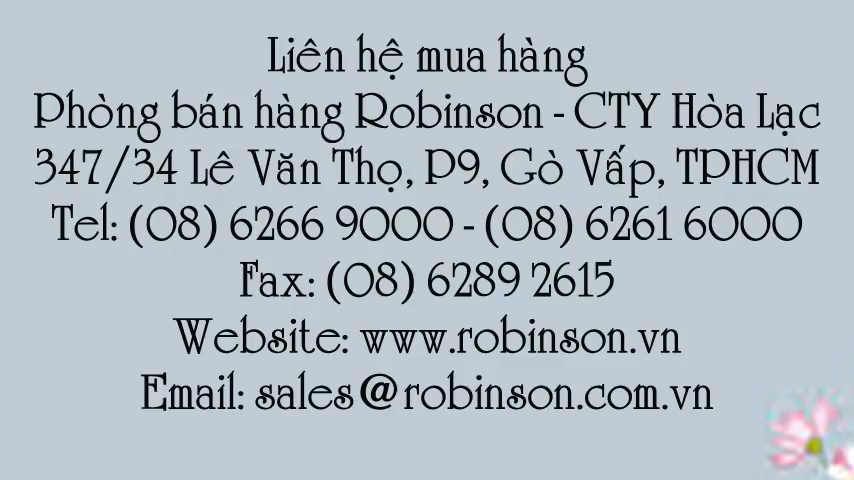 Liên hệ mua hàng
Phòng bán hàng Robinson - CTY Hòa Lạc
347/34 Lê Văn Thọ, P9, Gò Vấp, TPHCM
Tel: (08) 6266 9000 - (08) 6261 6000
Fax: (08) 6289 2615
Website: www.robinson.vn
Email: sales@robinson.com.vn